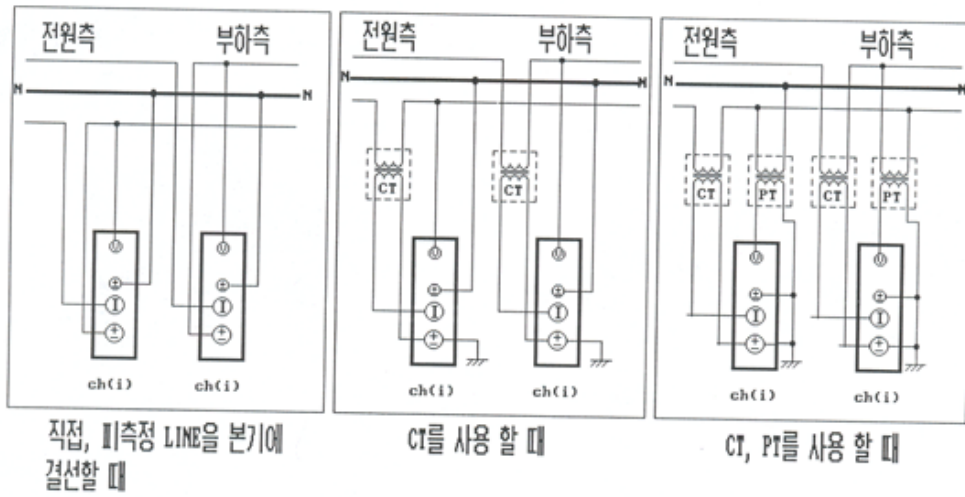 전원측 부하측
N N
V V
± ±
I I
± ±
ch(i) ch(i)
직접, 피측정 LINE을 본기에
결선할 때
전원측 부하측
N N
CT CT
V V
± ±
I I
± ±
ch(i) ch(i)
CT를 사용 할 때
전원측 부하측
N N
CT PT CT PT
V V
± ±
I I
± ±
ch(i) ch(i)
CT, PT를 사용 할 때